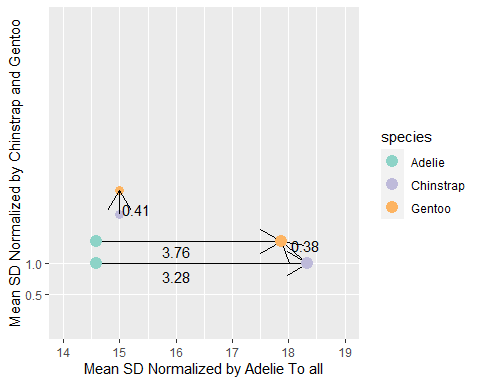 Mean SD Normalized by Chinstrap and Gentoo
0.41
0.38
3.76
3.28
1.0
0.5
14 15 16 17 18 19
Mean SD Normalized by Adelie To all
species
Adelie
Chinstrap
Gentoo